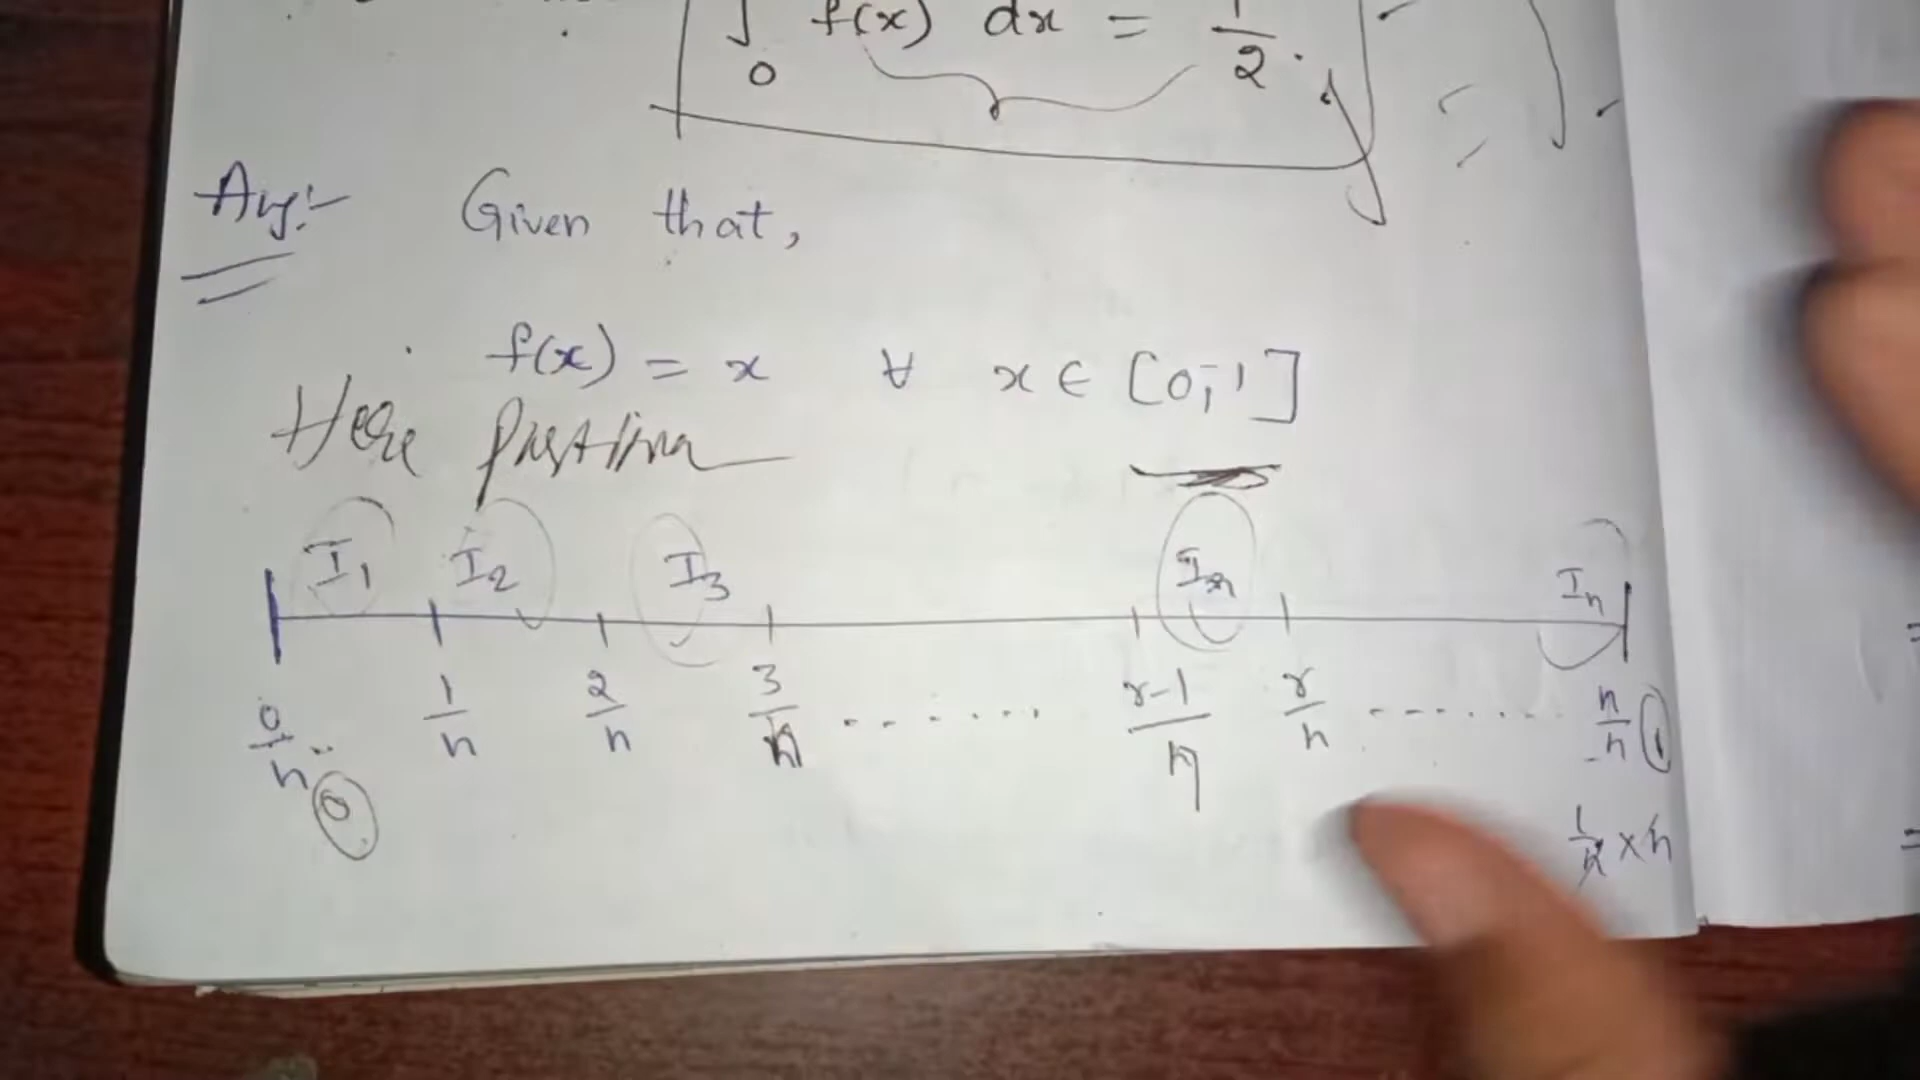 ∫ f(x) dx = 1/2.
0
Ans:- Given that,
f(x) = x ∀ x ∈ [0, 1]
Here partition
I₁ I₂ I₃ Iᵣ Iₙ
0/n 1/n 2/n 3/n ....... r-1/n r/n ....... n/n 1
0
1/n × n